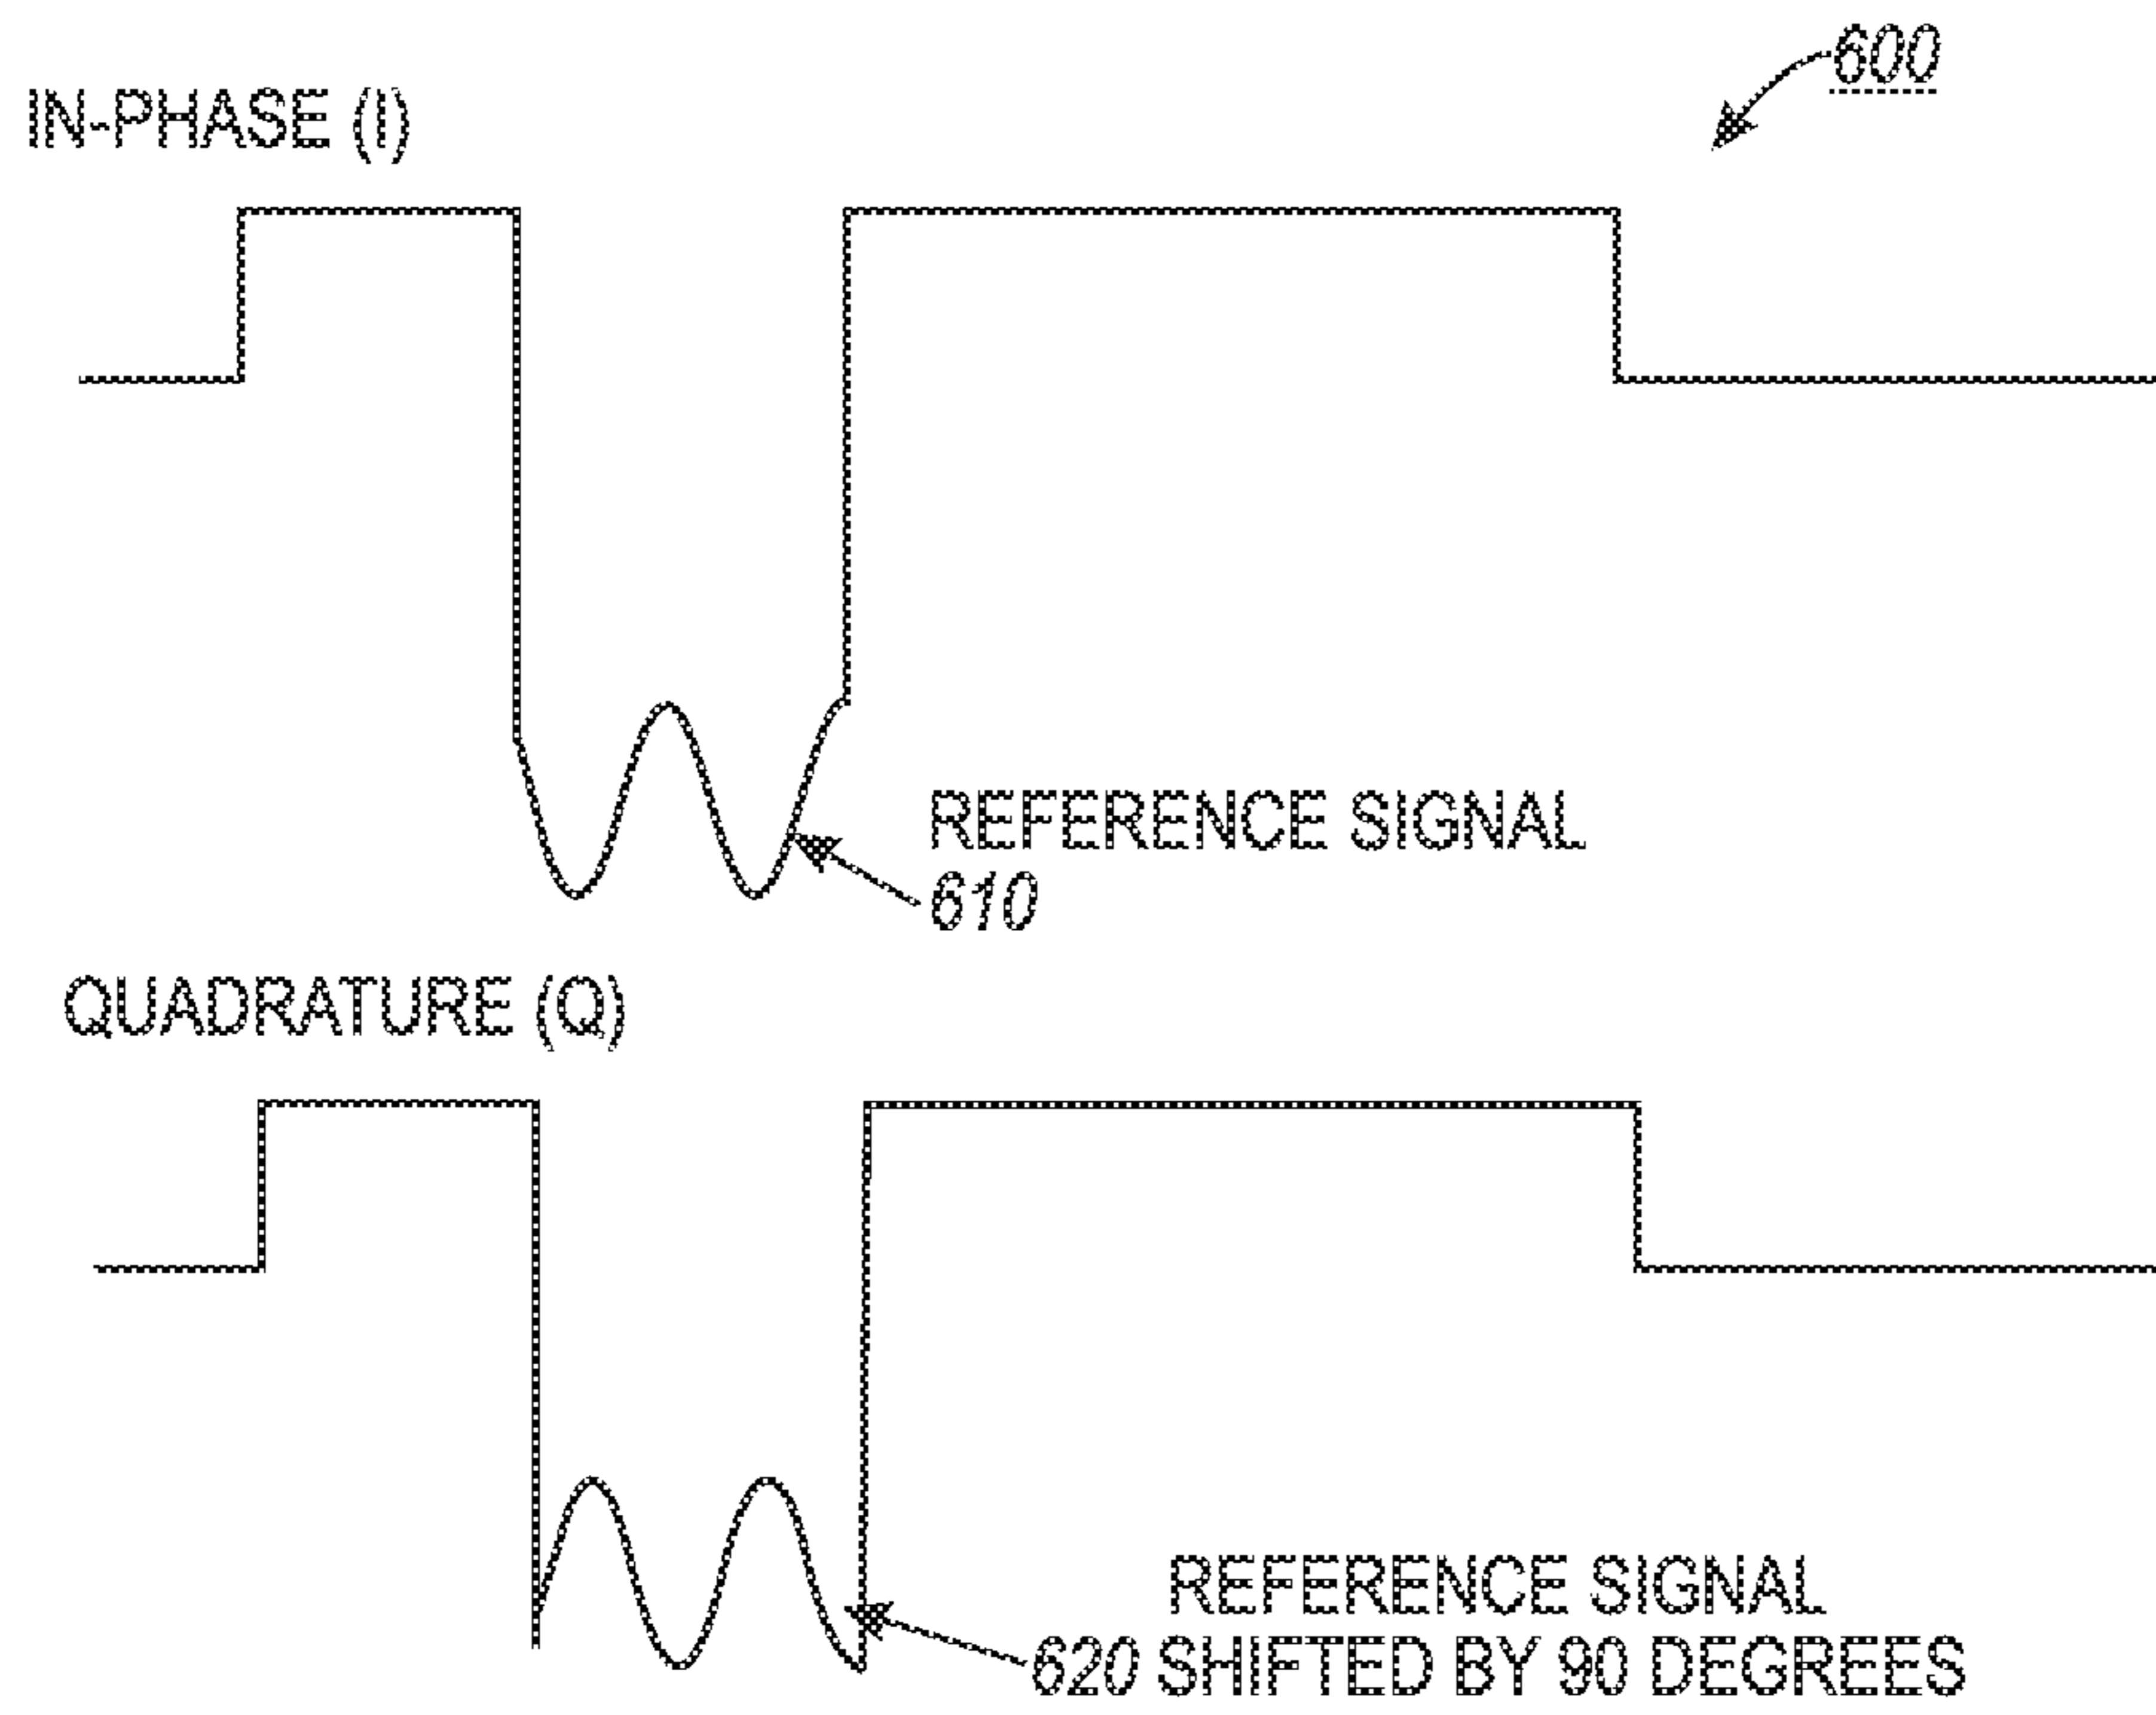 600
IN-PHASE (I)
REFERENCE SIGNAL
610
QUADRATURE (Q)
REFERENCE SIGNAL
620 SHIFTED BY 90 DEGREES